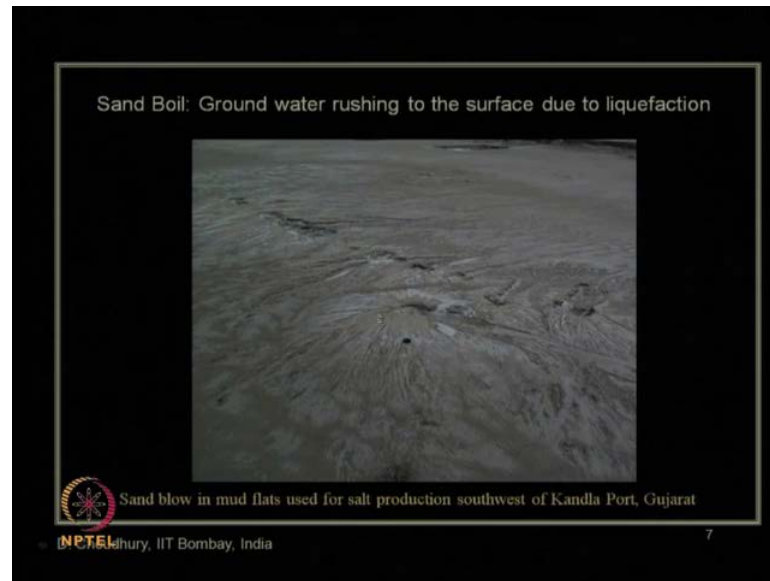 Sand Boil: Ground water rushing to the surface due to liquefaction
Sand blow in mud flats used for salt production southwest of Kandla Port, Gujarat
NPTEL
D. Choudhury, IIT Bombay, India
7